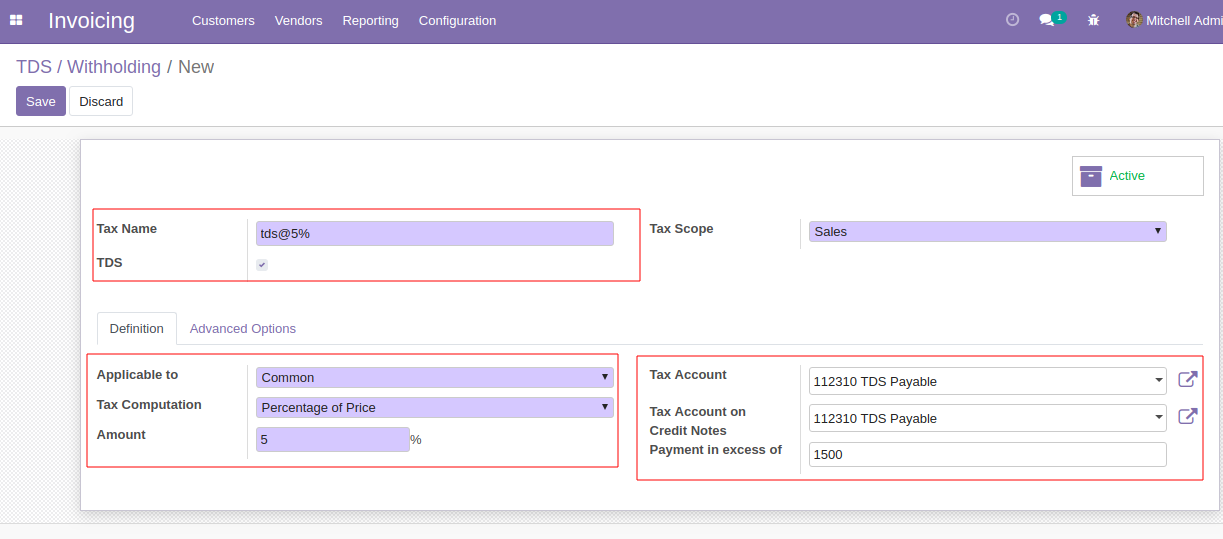 Invoicing Customers Vendors Reporting Configuration 1 Mitchell Admi
TDS / Withholding / New
Save Discard
Active
Tax Name tds@5% Tax Scope Sales
TDS
Definition Advanced Options
Applicable to Common Tax Account 112310 TDS Payable
Tax Computation Percentage of Price Tax Account on
Credit Notes 112310 TDS Payable
Amount 5 % Payment in excess of 1500